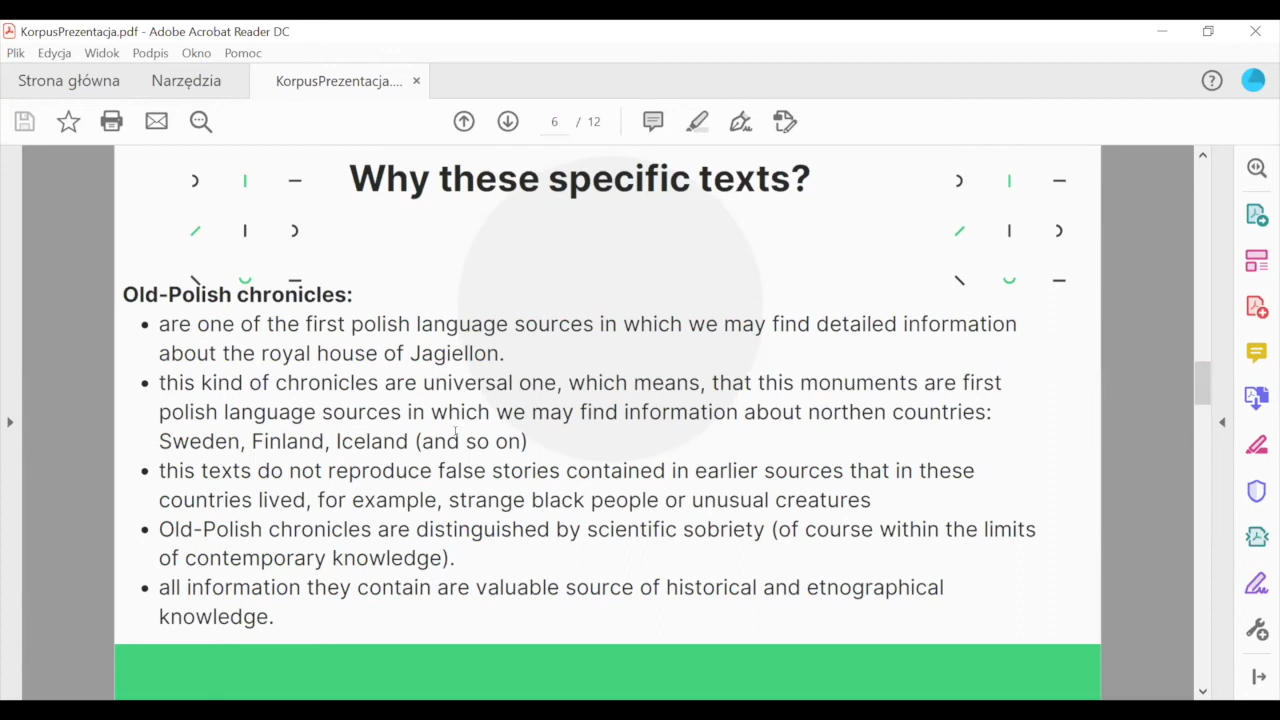 KorpusPrezentacja.pdf - Adobe Acrobat Reader DC
Plik Edycja Widok Podpis Okno Pomoc
Strona główna Narzędzia KorpusPrezentacja.... ×
6 / 12
Why these specific texts?
Old-Polish chronicles:
• are one of the first polish language sources in which we may find detailed information
about the royal house of Jagiellon.
• this kind of chronicles are universal one, which means, that this monuments are first
polish language sources in which we may find information about northen countries:
Sweden, Finland, Iceland (and so on)
• this texts do not reproduce false stories contained in earlier sources that in these
countries lived, for example, strange black people or unusual creatures
• Old-Polish chronicles are distinguished by scientific sobriety (of course within the limits
of contemporary knowledge).
• all information they contain are valuable source of historical and etnographical
knowledge.